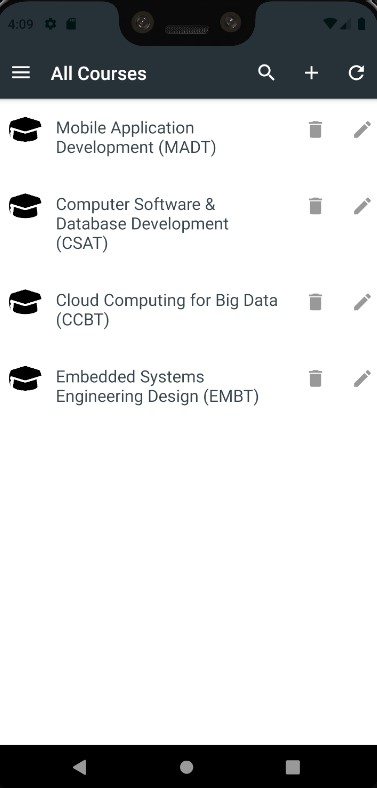 4:09
All Courses
Mobile Application
Development (MADT)
Computer Software &
Database Development
(CSAT)
Cloud Computing for Big Data
(CCBT)
Embedded Systems
Engineering Design (EMBT)